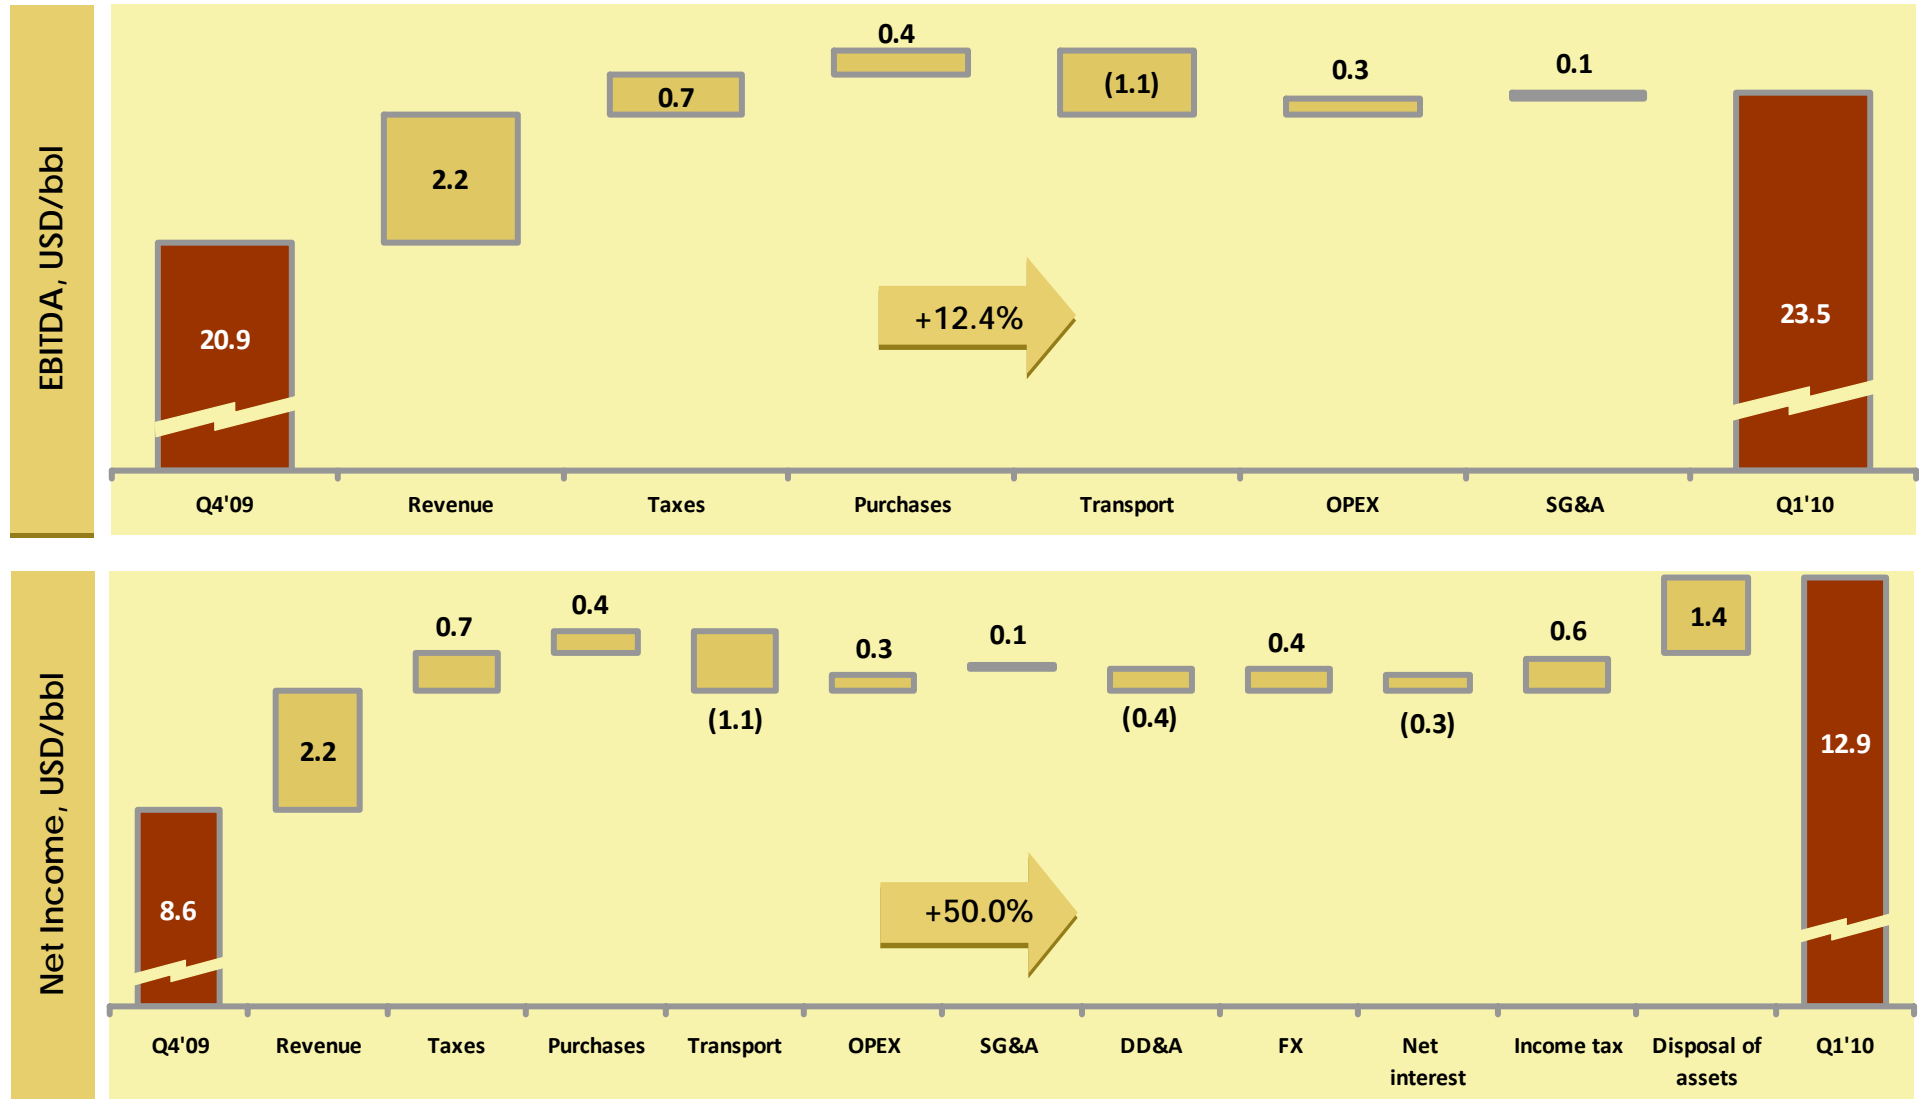 EBITDA, USD/bbl
0.4
0.7
(1.1)
0.3
0.1
2.2
20.9
+12.4%
23.5
Q4'09
Revenue
Taxes
Purchases
Transport
OPEX
SG&A
Q1'10
Net Income, USD/bbl
0.7
0.4
0.3
0.1
0.4
0.6
1.4
2.2
(1.1)
(0.4)
(0.3)
12.9
8.6
+50.0%
Q4'09
Revenue
Taxes
Purchases
Transport
OPEX
SG&A
DD&A
FX
Net
interest
Income tax
Disposal of
assets
Q1'10